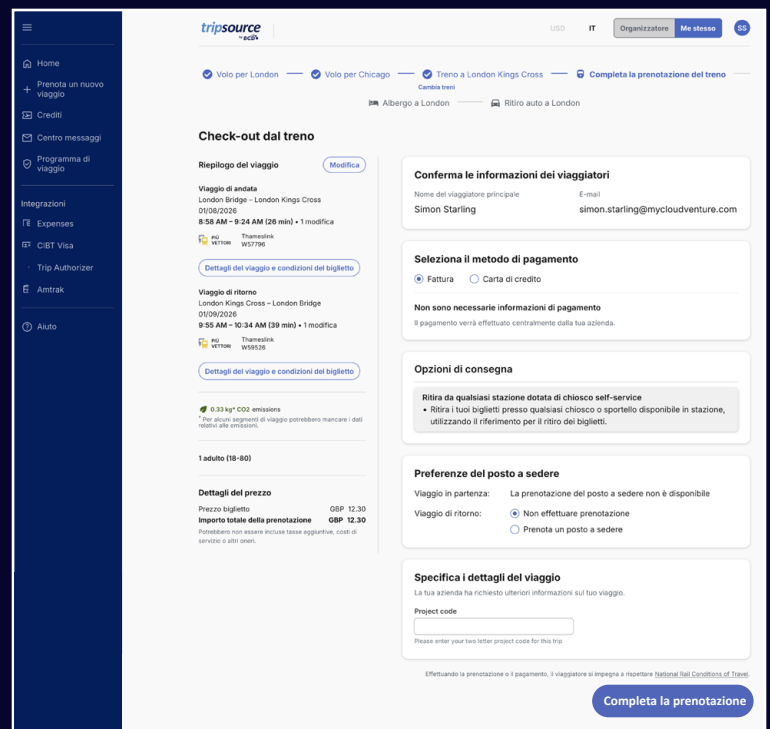 tripsource
by BCD
USD
IT
Organizzatore
Me stesso
SS
Home
Prenota un nuovo
viaggio
Crediti
Centro messaggi
Programma di
viaggio
Integrazioni
Expenses
CIBT Visa
Trip Authorizer
Amtrak
Aiuto
Volo per London
Volo per Chicago
Treno a London Kings Cross
Cambia treni
Completa la prenotazione del treno
Albergo a London
Ritiro auto a London
Check-out dal treno
Riepilogo del viaggio
Modifica
Viaggio di andata
London Bridge – London Kings Cross
01/08/2026
8:58 AM – 9:24 AM (26 min) • 1 modifica
PIÙ
VETTORI
Thameslink
W57796
Dettagli del viaggio e condizioni del biglietto
Viaggio di ritorno
London Kings Cross – London Bridge
01/09/2026
9:55 AM – 10:34 AM (39 min) • 1 modifica
PIÙ
VETTORI
Thameslink
W59526
Dettagli del viaggio e condizioni del biglietto
0.33 kg* CO2 emissions
* Per alcuni segmenti di viaggio potrebbero mancare i dati
relativi alle emissioni.
1 adulto (18-80)
Dettagli del prezzo
Prezzo biglietto GBP 12.30
Importo totale della prenotazione GBP 12.30
Potrebbero non essere incluse tasse aggiuntive, costi di
servizio o altri oneri.
Conferma le informazioni dei viaggiatori
Nome del viaggiatore principale
E-mail
Simon Starling
simon.starling@mycloudventure.com
Seleziona il metodo di pagamento
Fattura
Carta di credito
Non sono necessarie informazioni di pagamento
Il pagamento verrà effettuato centralmente dalla tua azienda.
Opzioni di consegna
Ritira da qualsiasi stazione dotata di chiosco self-service
• Ritira i tuoi biglietti presso qualsiasi chiosco o sportello disponibile in stazione,
utilizzando il riferimento per il ritiro dei biglietti.
Preferenze del posto a sedere
Viaggio in partenza: La prenotazione del posto a sedere non è disponibile
Viaggio di ritorno: Non effettuare prenotazione
Prenota un posto a sedere
Specifica i dettagli del viaggio
La tua azienda ha richiesto ulteriori informazioni sul tuo viaggio.
Project code
Please enter your two letter project code for this trip
Effettuando la prenotazione o il pagamento, il viaggiatore si impegna a rispettare National Rail Conditions of Travel.
Completa la prenotazione